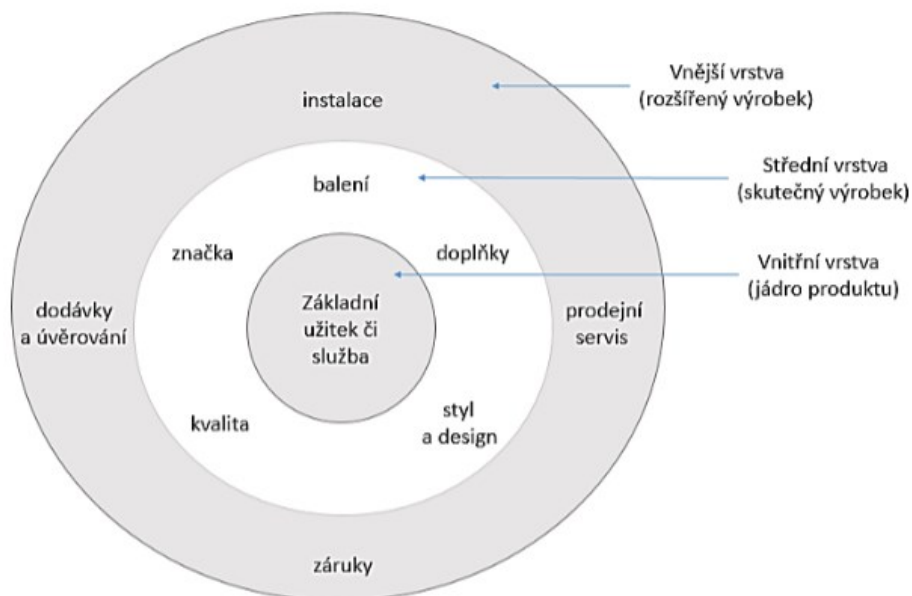 Vnější vrstva
(rozšířený výrobek)
instalace
Střední vrstva
(skutečný výrobek)
balení
značka
doplňky
Vnitřní vrstva
(jádro produktu)
Základní
užitek či
služba
dodávky
a úvěrování
prodejní
servis
kvalita
styl
a design
záruky